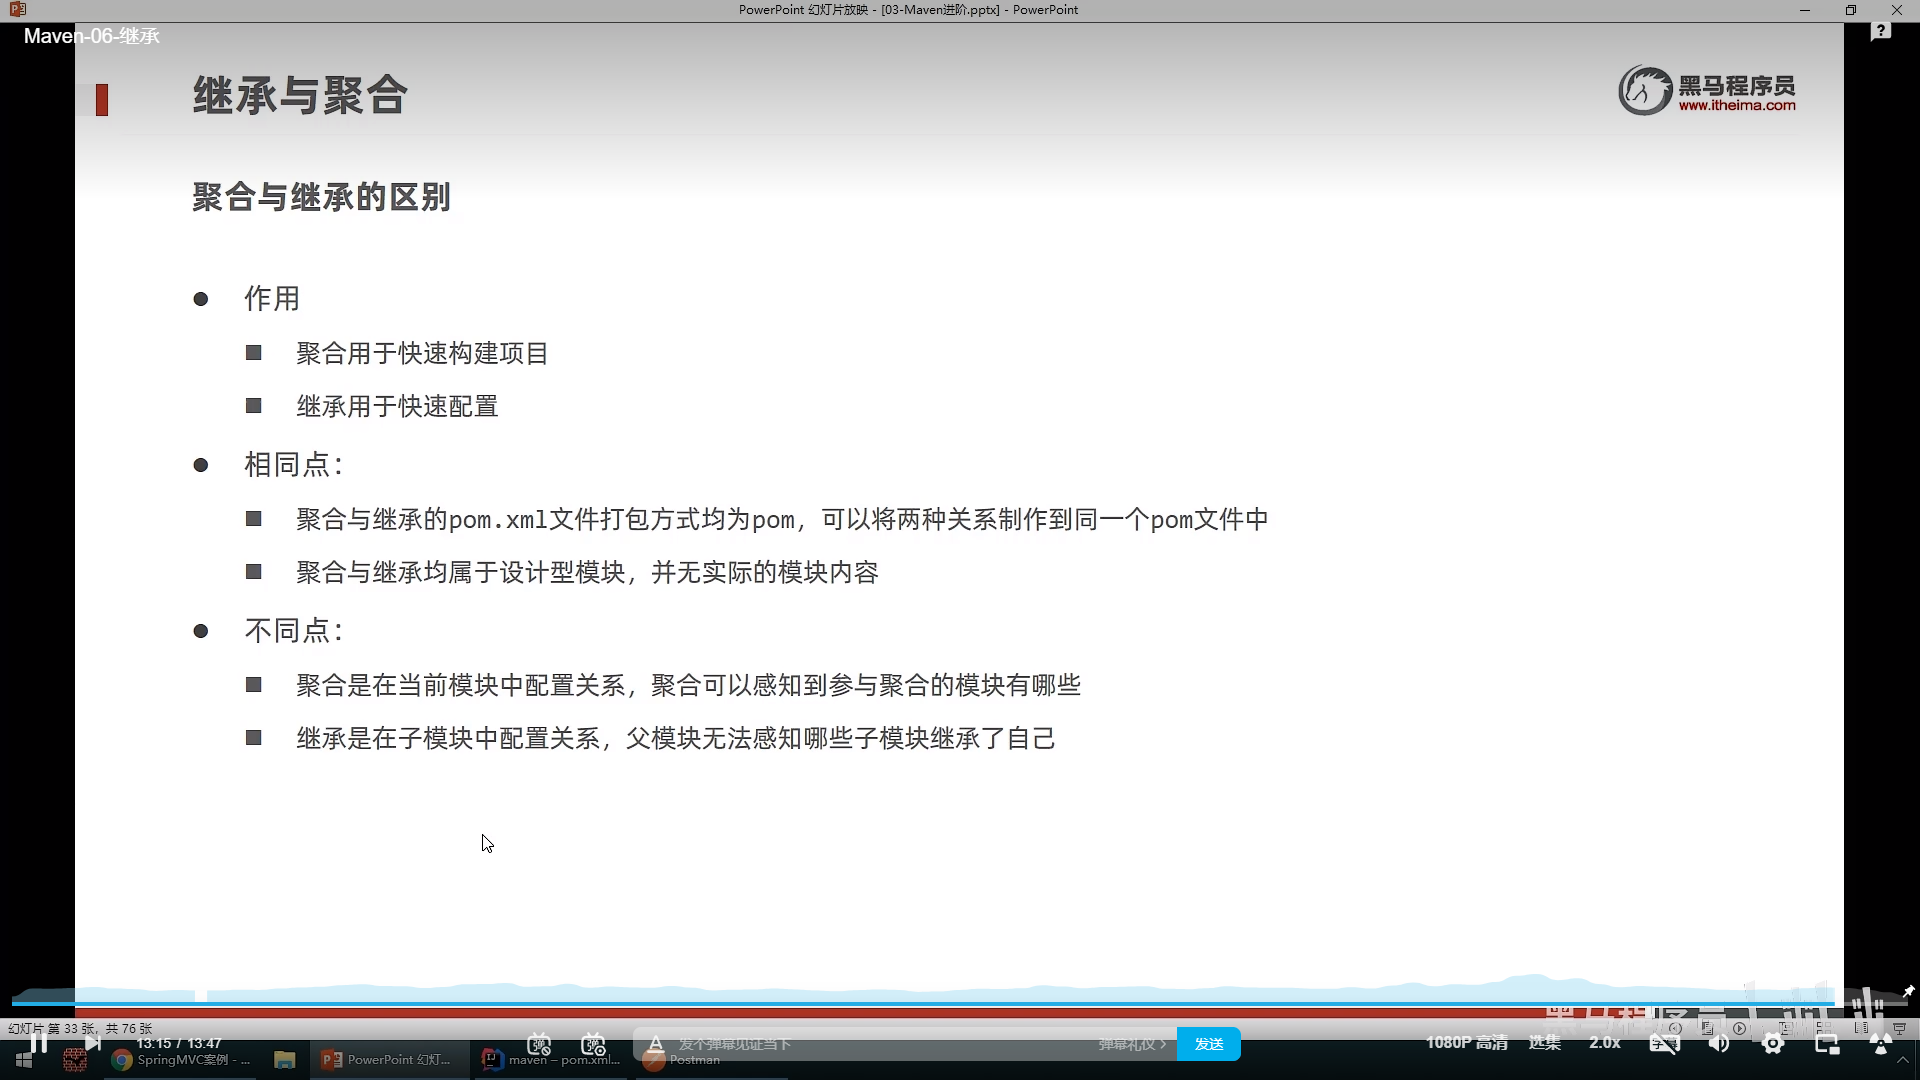 PowerPoint 幻灯片放映 - [03-Maven进阶.pptx] - PowerPoint
Maven-06-继承
继承与聚合
黑马程序员
www.itheima.com
聚合与继承的区别
作用
聚合用于快速构建项目
继承用于快速配置
相同点：
聚合与继承的pom.xml文件打包方式均为pom，可以将两种关系制作到同一个pom文件中
聚合与继承均属于设计型模块，并无实际的模块内容
不同点：
聚合是在当前模块中配置关系，聚合可以感知到参与聚合的模块有哪些
继承是在子模块中配置关系，父模块无法感知哪些子模块继承了自己
幻灯片 第 33 张，共 76 张
13:15 / 13:47
发个弹幕见证当下
弹幕礼仪 >
发送
1080P 高清
选集
2.0x
SpringMVC案例 - ...
PowerPoint 幻灯...
maven – pom.xml...
Postman